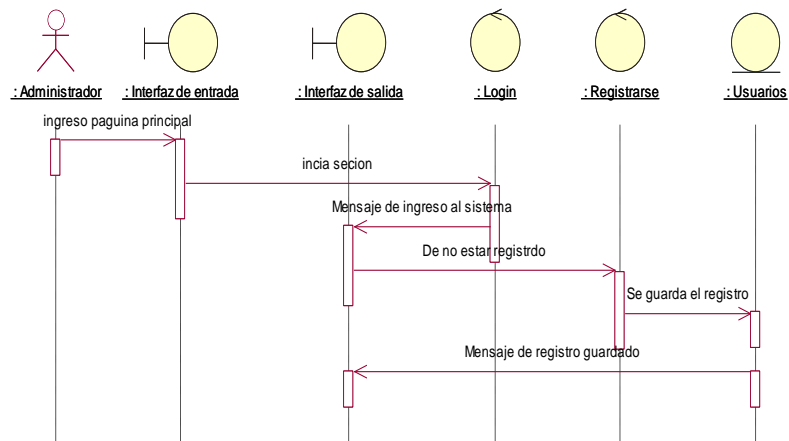 : Administrador
: Interfaz de entrada
: Interfaz de salida
: Login
: Registrarse
: Usuarios
ingreso paguina principal
incia secion
Mensaje de ingreso al sistema
De no estar registrdo
Se guarda el registro
Mensaje de registro guardado